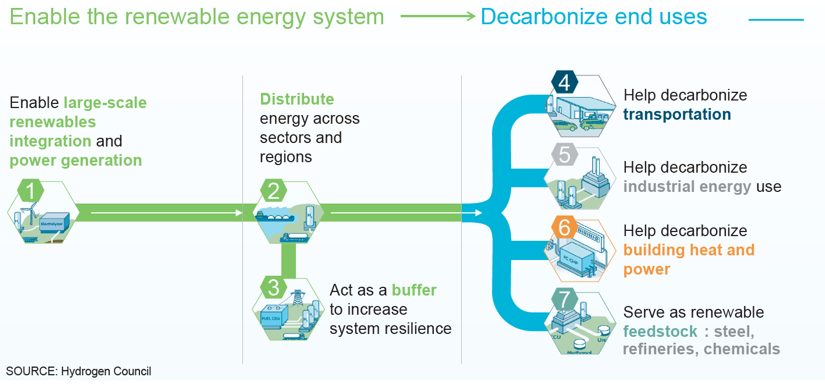 Enable the renewable energy system
Decarbonize end uses
Enable large-scale
renewables
integration and
power generation
1
Distribute
energy across
sectors and
regions
2
3
Act as a buffer
to increase
system resilience
4
Help decarbonize
transportation
5
Help decarbonize
industrial energy use
6
Help decarbonize
building heat and
power
7
Serve as renewable
feedstock : steel,
refineries, chemicals
SOURCE: Hydrogen Council